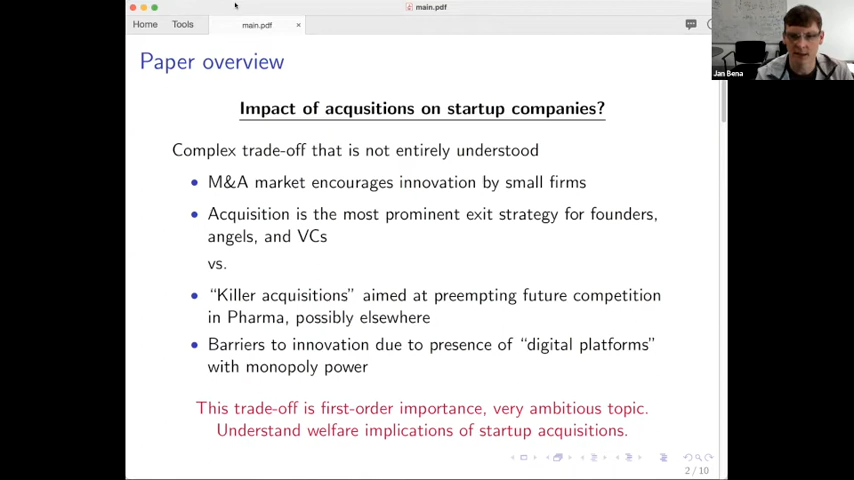 main.pdf
Home Tools main.pdf ×
Jan Bena
Paper overview
Impact of acqusitions on startup companies?
Complex trade-off that is not entirely understood
• M&A market encourages innovation by small firms
• Acquisition is the most prominent exit strategy for founders,
angels, and VCs
vs.
• “Killer acquisitions” aimed at preempting future competition
in Pharma, possibly elsewhere
• Barriers to innovation due to presence of “digital platforms”
with monopoly power
This trade-off is first-order importance, very ambitious topic.
Understand welfare implications of startup acquisitions.
2 / 10